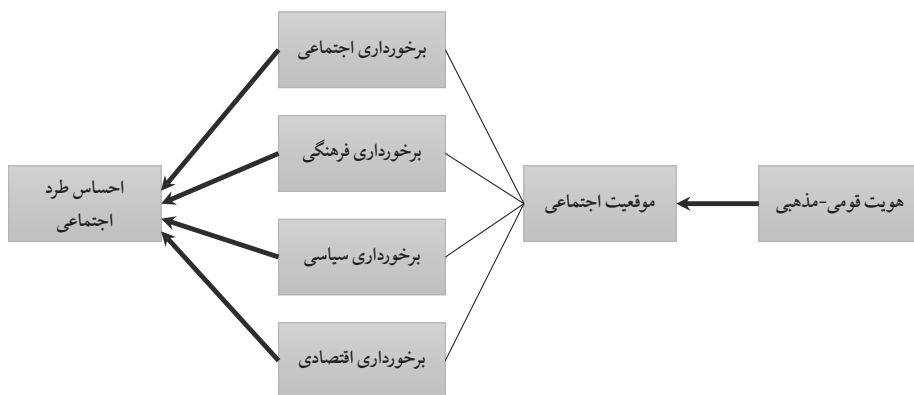 هویت قومی-مذهبی
موقعیت اجتماعی
برخورداری اجتماعی
برخورداری فرهنگی
برخورداری سیاسی
برخورداری اقتصادی
احساس طرد
اجتماعی